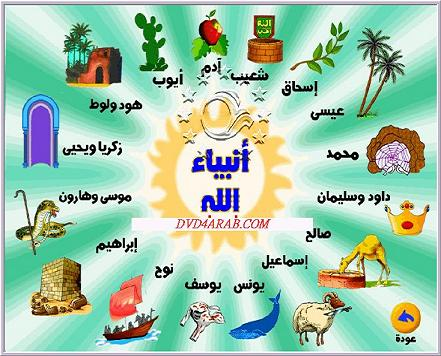 أنبياء
الله
DVD4ARAB.COM
آدم
شعيب
إسحاق
عيسى
محمد
داود وسليمان
صالح
إسماعيل
يونس
يوسف
نوح
إبراهيم
موسى وهارون
زكريا ويحيى
هود ولوط
أيوب
عودة